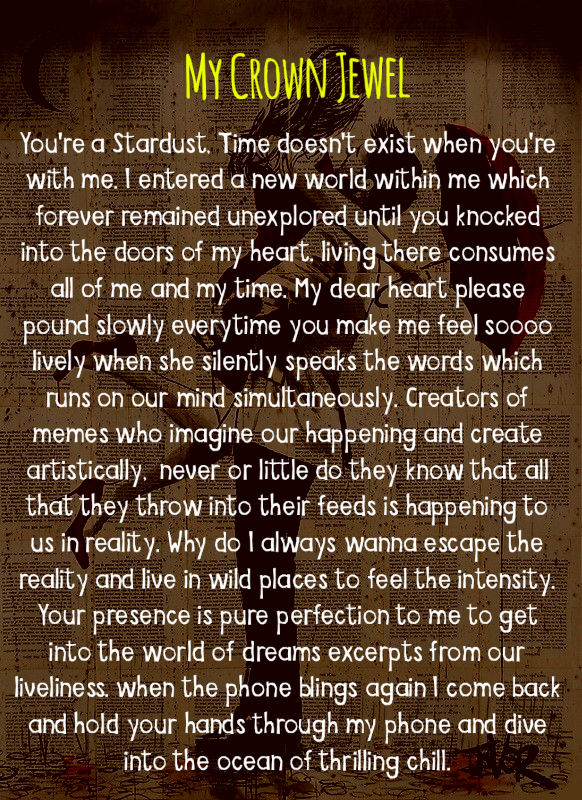 My Crown Jewel
You're a Stardust, Time doesn't exist when you're
with me. I entered a new world within me which
forever remained unexplored until you knocked
into the doors of my heart, living there consumes
all of me and my time. My dear heart please
pound slowly everytime you make me feel soooo
lively when she silently speaks the words which
runs on our mind simultaneously. Creators of
memes who imagine our happening and create
artistically, never or little do they know that all
that they throw into their feeds is happening to
us in reality. Why do I always wanna escape the
reality and live in wild places to feel the intensity.
Your presence is pure perfection to me to get
into the world of dreams excerpts from our
liveliness. when the phone blings again I come back
and hold your hands through my phone and dive
into the ocean of thrilling chill.